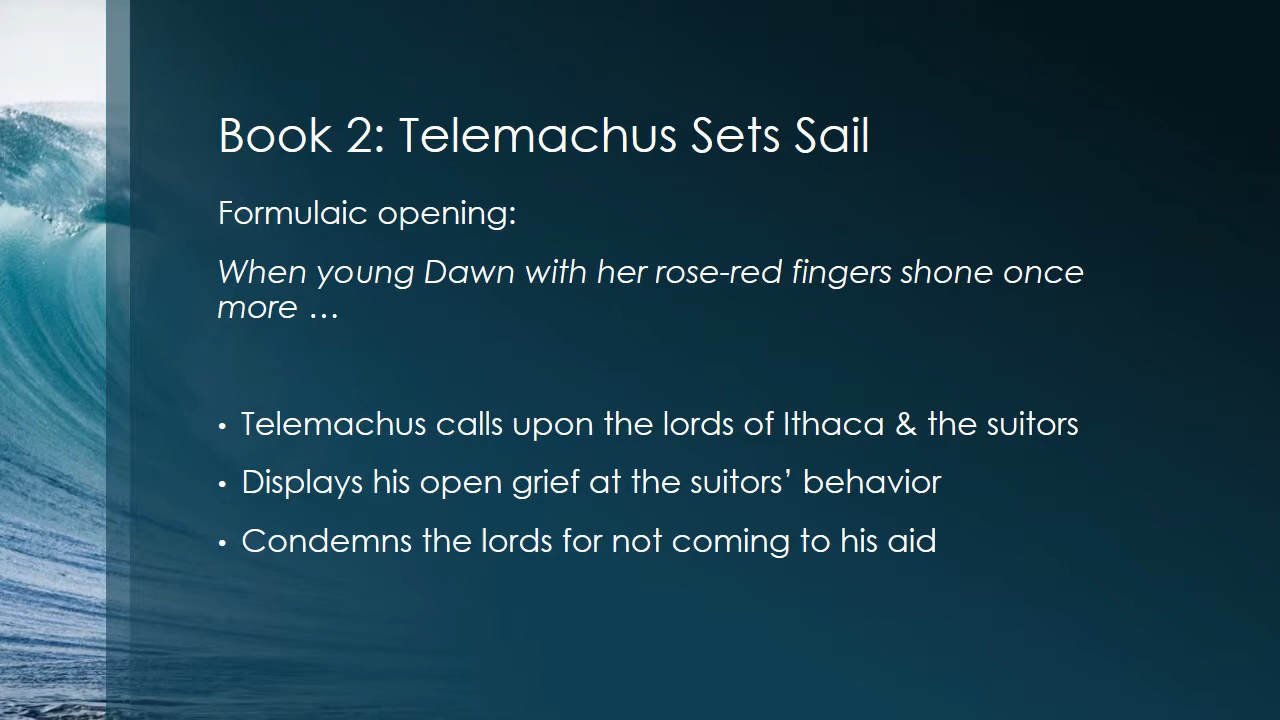 Book 2: Telemachus Sets Sail
Formulaic opening:
When young Dawn with her rose-red fingers shone once
more …
• Telemachus calls upon the lords of Ithaca & the suitors
• Displays his open grief at the suitors’ behavior
• Condemns the lords for not coming to his aid